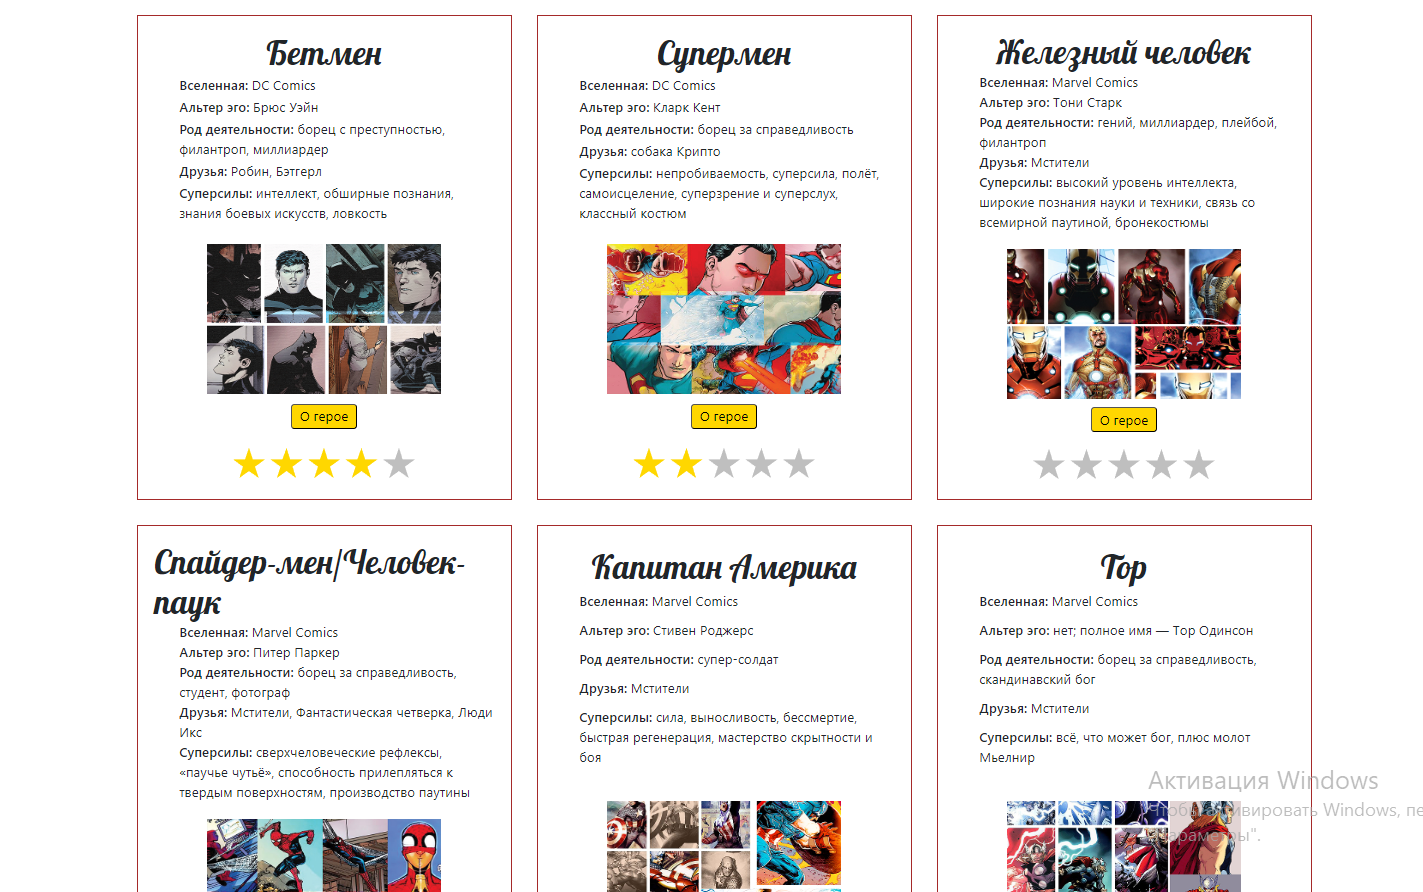 Бетмен
Вселенная: DC Comics
Альтер эго: Брюс Уэйн
Род деятельности: борец с преступностью,
филантроп, миллиардер
Друзья: Робин, Бэтгерл
Суперсилы: интеллект, обширные познания,
знания боевых искусств, ловкость
О герое
Супермен
Вселенная: DC Comics
Альтер эго: Кларк Кент
Род деятельности: борец за справедливость
Друзья: собака Крипто
Суперсилы: непробиваемость, суперсила, полёт,
самоисцеление, суперзрение и суперслух,
классный костюм
О герое
Железный человек
Вселенная: Marvel Comics
Альтер эго: Тони Старк
Род деятельности: гений, миллиардер, плейбой,
филантроп
Друзья: Мстители
Суперсилы: высокий уровень интеллекта,
широкие познания науки и техники, связь со
всемирной паутиной, бронекостюмы
О герое
Спайдер-мен/Человек-
паук
Вселенная: Marvel Comics
Альтер эго: Питер Паркер
Род деятельности: борец за справедливость,
студент, фотограф
Друзья: Мстители, Фантастическая четверка, Люди
Икс
Суперсилы: сверхчеловеческие рефлексы,
«паучье чутьё», способность прилепляться к
твердым поверхностям, производство паутины
Капитан Америка
Вселенная: Marvel Comics
Альтер эго: Стивен Роджерс
Род деятельности: супер-солдат
Друзья: Мстители
Суперсилы: сила, выносливость, бессмертие,
быстрая регенерация, мастерство скрытности и
боя
Тор
Вселенная: Marvel Comics
Альтер эго: нет; полное имя — Тор Одинсон
Род деятельности: борец за справедливость,
скандинавский бог
Друзья: Мстители
Суперсилы: всё, что может бог, плюс молот
Мьелнир
Активация Windows
Чтобы активировать Windows, пе
"Параметры".